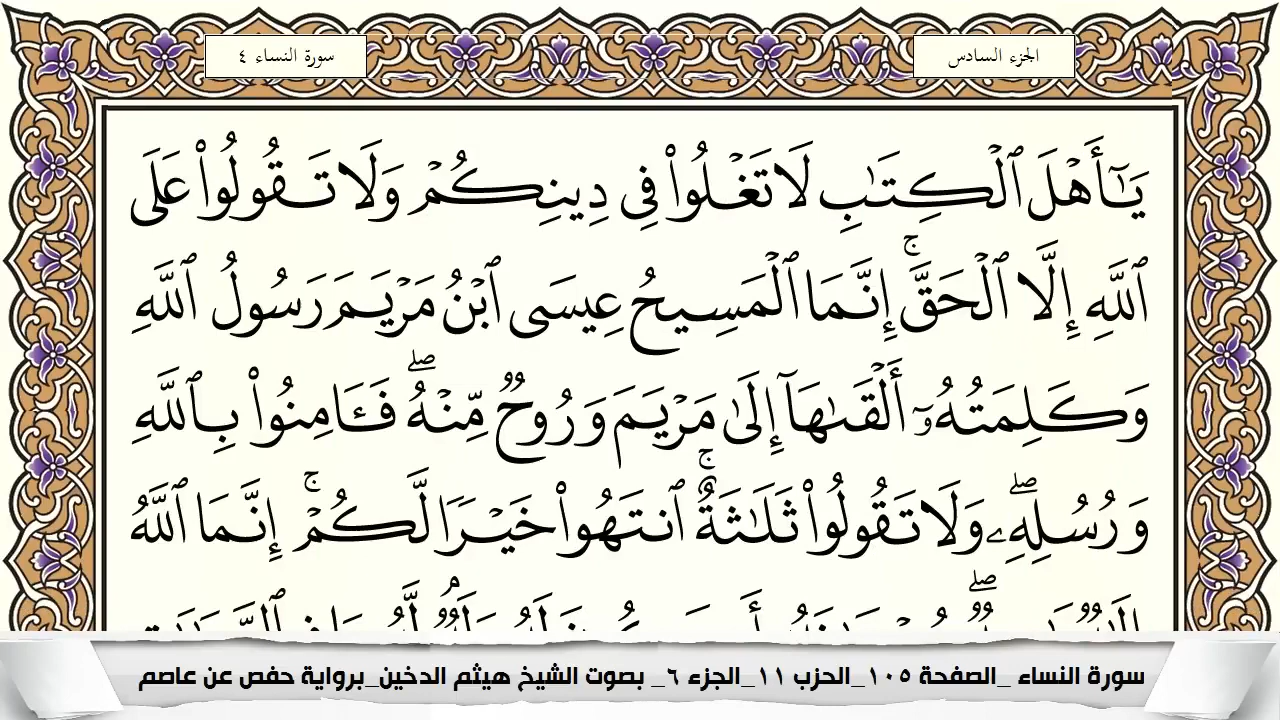 الجزء السادس
سورة النساء ٤
يَـٰٓأَهْلَ ٱلْكِتَـٰبِ لَا تَغْلُوا۟ فِى دِينِكُمْ وَلَا تَقُولُوا۟ عَلَى
ٱللَّهِ إِلَّا ٱلْحَقَّ ۚ إِنَّمَا ٱلْمَسِيحُ عِيسَى ٱبْنُ مَرْيَمَ رَسُولُ ٱللَّهِ
وَكَلِمَتُهُۥٓ أَلْقَىٰهَآ إِلَىٰ مَرْيَمَ وَرُوحٌ مِّنْهُ ۖ فَـَٔامِنُوا۟ بِٱللَّهِ
وَرُسُلِهِۦ ۖ وَلَا تَقُولُوا۟ ثَلَـٰثَةٌ ۚ ٱنتَهُوا۟ خَيْرًا لَّكُمْ ۚ إِنَّمَا ٱللَّهُ
سورة النساء _الصفحة ١٠٥_الحزب ١١_الجزء ٦_ بصوت الشيخ هيثم الدخين_برواية حفص عن عاصم